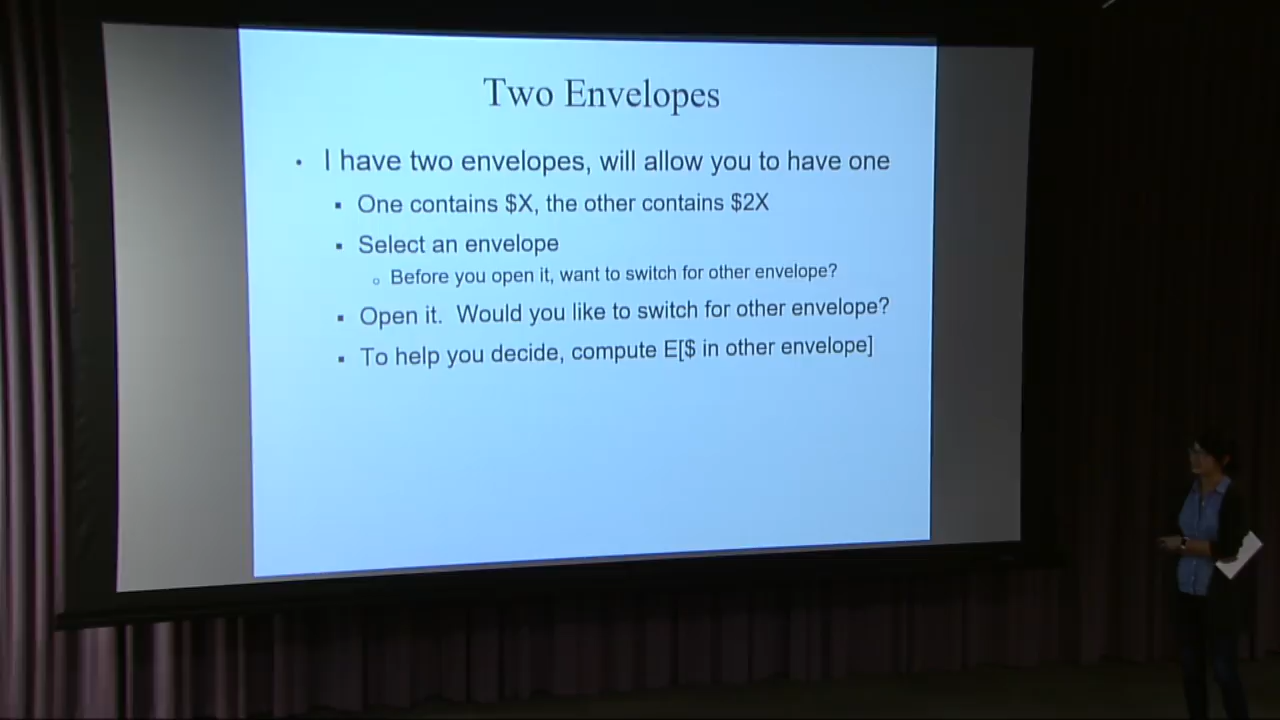 Two Envelopes
• I have two envelopes, will allow you to have one
▪ One contains $X, the other contains $2X
▪ Select an envelope
○ Before you open it, want to switch for other envelope?
▪ Open it. Would you like to switch for other envelope?
▪ To help you decide, compute E[$ in other envelope]